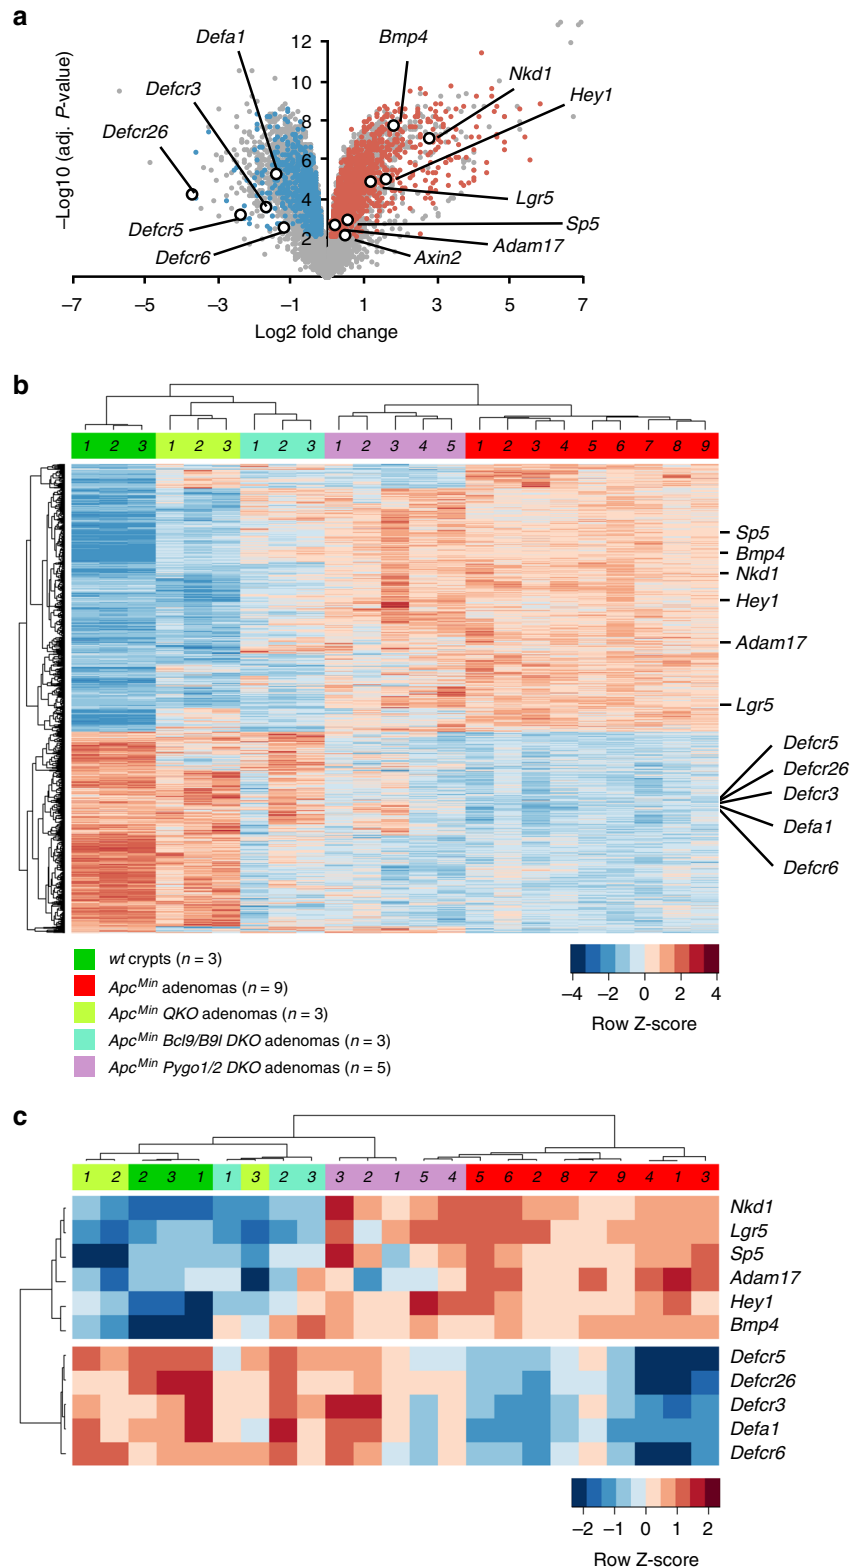 a
−Log10 (adj. P-value)
12
10
8
6
4
2
Defa1
Bmp4
Nkd1
Defcr3
Hey1
Defcr26
Lgr5
Defcr5
Sp5
Adam17
Defcr6
Axin2
−7 −5 −3 −1 1 3 5 7
Log2 fold change
b
1 2 3 1 2 3 1 2 3 1 2 3 4 5 1 2 3 4 5 6 7 8 9
Sp5
Bmp4
Nkd1
Hey1
Adam17
Lgr5
Defcr5
Defcr26
Defcr3
Defa1
Defcr6
wt crypts (n = 3)
ApcMin adenomas (n = 9)
ApcMin QKO adenomas (n = 3)
ApcMin Bcl9/B9l DKO adenomas (n = 3)
ApcMin Pygo1/2 DKO adenomas (n = 5)
−4 −2 0 2 4
Row Z-score
c
1 2 2 3 1 1 3 2 3 3 2 1 5 4 5 6 2 8 7 9 4 1 3
Nkd1
Lgr5
Sp5
Adam17
Hey1
Bmp4
Defcr5
Defcr26
Defcr3
Defa1
Defcr6
−2 −1 0 1 2
Row Z-score